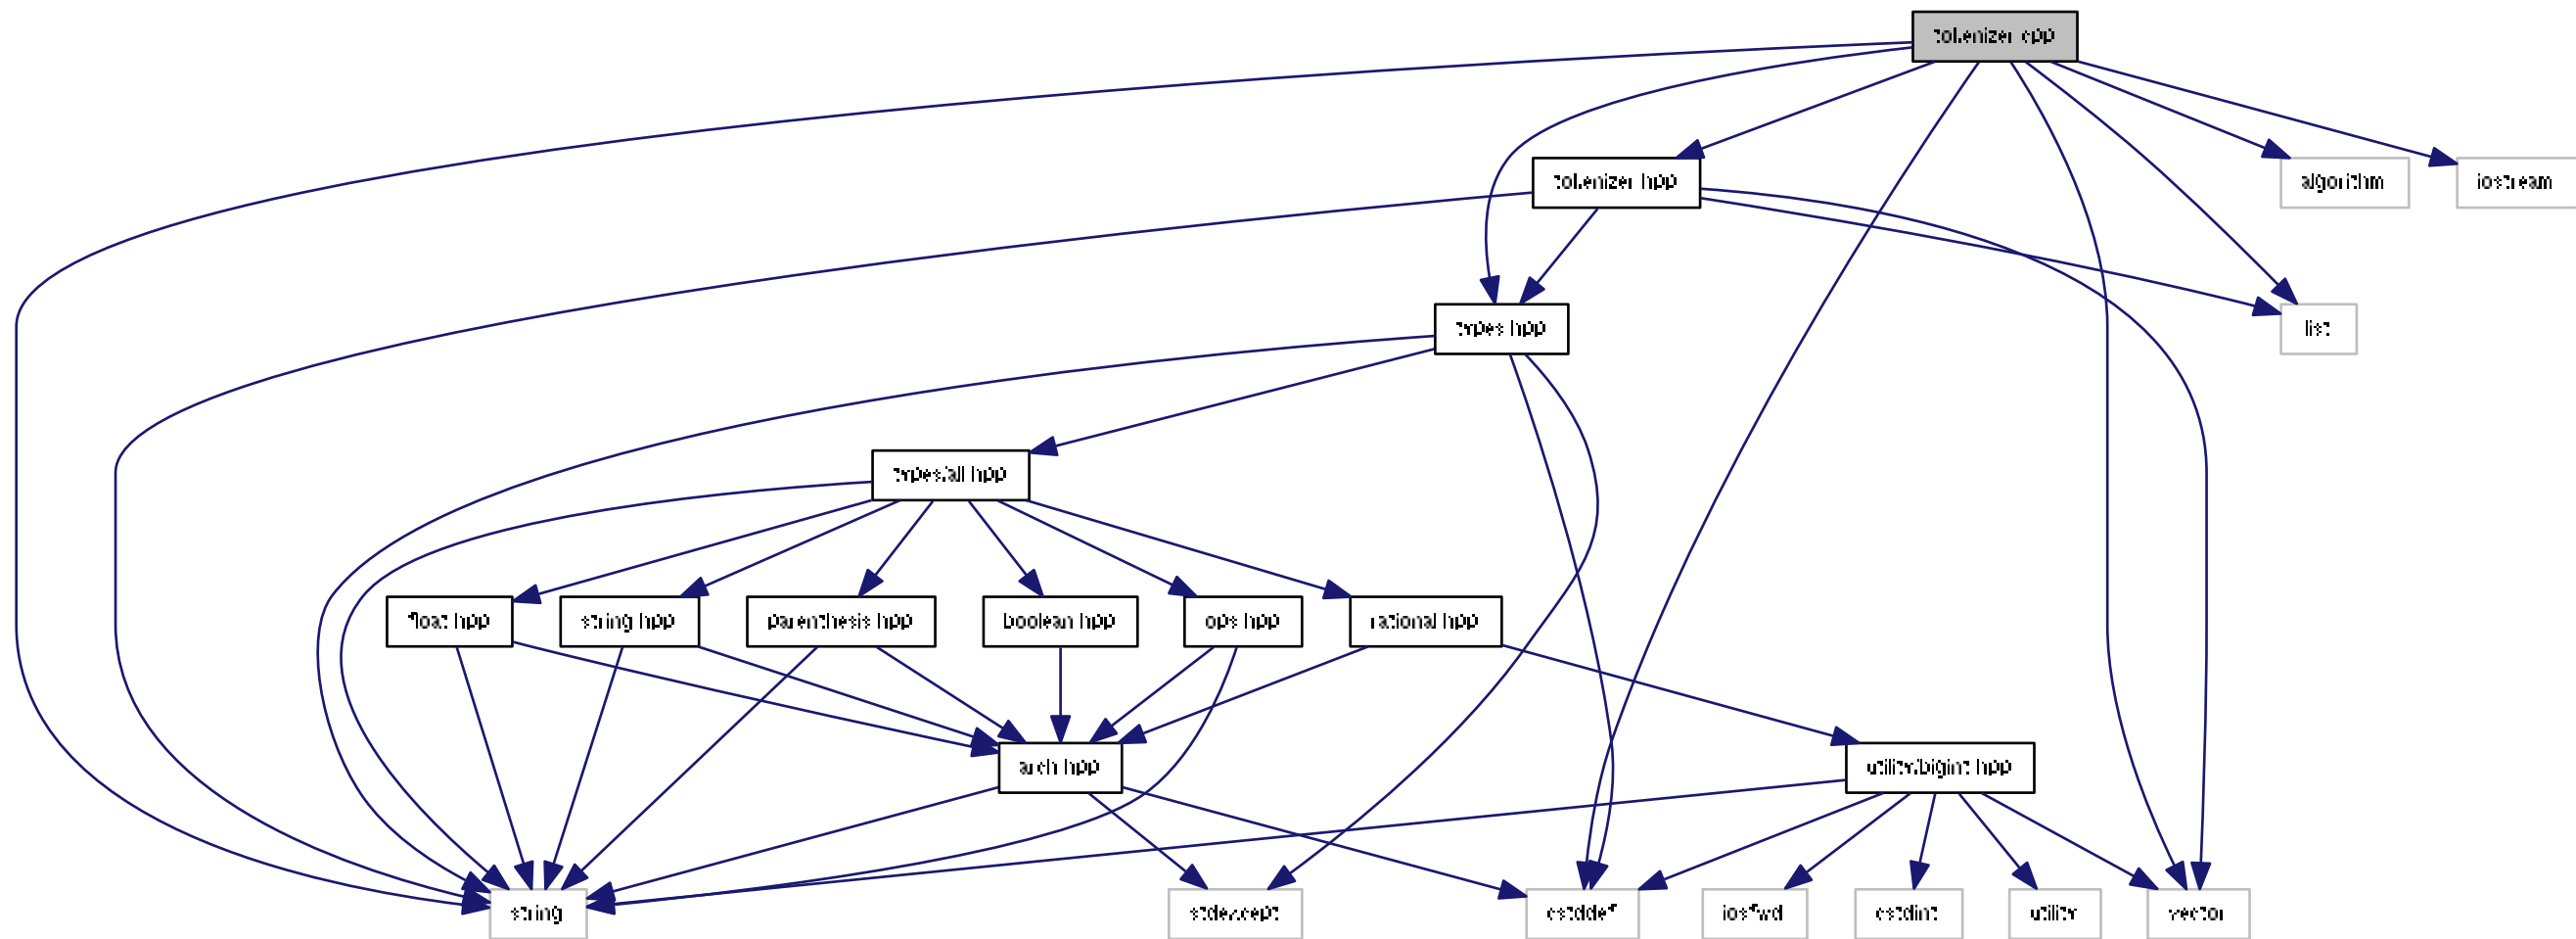 tokenizer.cpp
tokenizer.hpp
algorithm
iostream
types.hpp
list
types/all.hpp
float.hpp
string.hpp
parenthesis.hpp
boolean.hpp
ops.hpp
rational.hpp
arch.hpp
utility/bigint.hpp
string
stdexcept
cstddef
iosfwd
cstdint
utility
vector